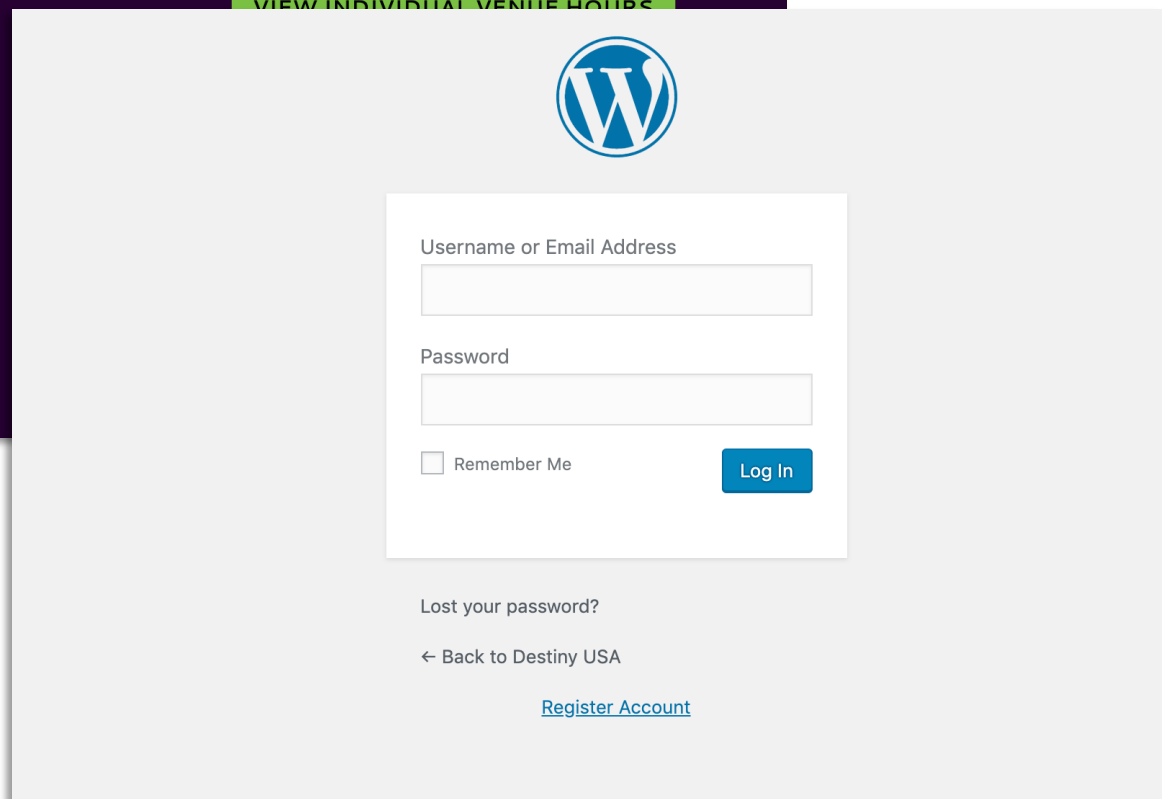 VIEW INDIVIDUAL VENUE HOURS
Username or Email Address
Password
Remember Me
Log In
Lost your password?
← Back to Destiny USA
Register Account